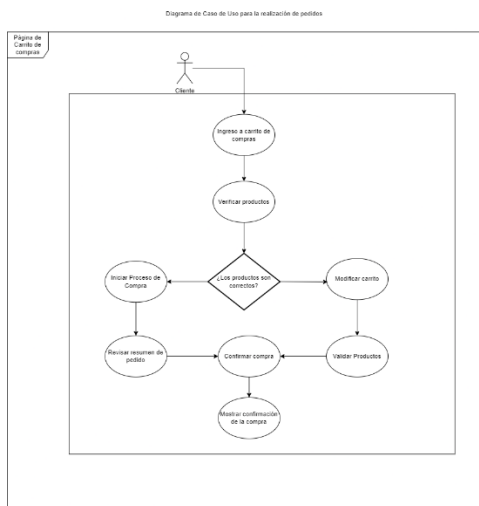 Diagrama de Caso de Uso para la realización de pedidos
Página de
Carrito de
compras
Cliente
Ingreso a carrito de
compras
Verificar productos
¿Los productos son
correctos?
Iniciar Proceso de
Compra
Modificar carrito
Revisar resumen de
pedido
Confirmar compra
Validar Productos
Mostrar confirmación
de la compra